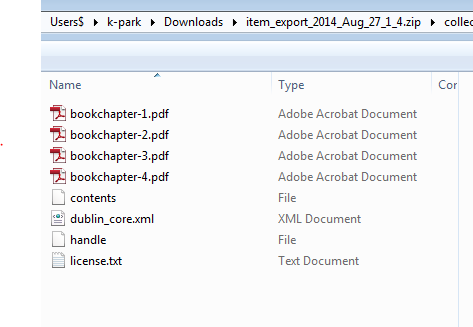 Users$ k-park Downloads item_export_2014_Aug_27_1_4.zip collec
Name Type Cor
bookchapter-1.pdf Adobe Acrobat Document
bookchapter-2.pdf Adobe Acrobat Document
bookchapter-3.pdf Adobe Acrobat Document
bookchapter-4.pdf Adobe Acrobat Document
contents File
dublin_core.xml XML Document
handle File
license.txt Text Document